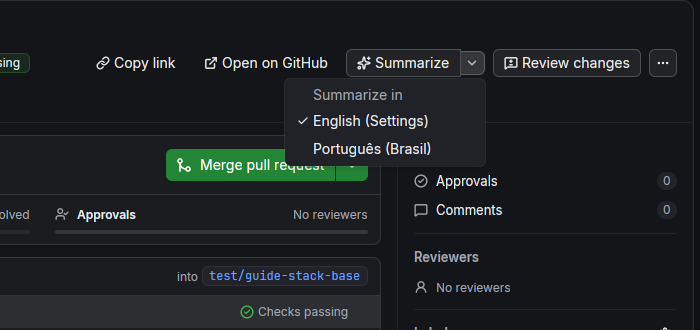 sing
Copy link
Open on GitHub
Summarize
Review changes
Summarize in
English (Settings)
Português (Brasil)
Merge pull request
Approvals 0
olved
Approvals
No reviewers
Comments 0
Reviewers
into test/guide-stack-base
No reviewers
Checks passing